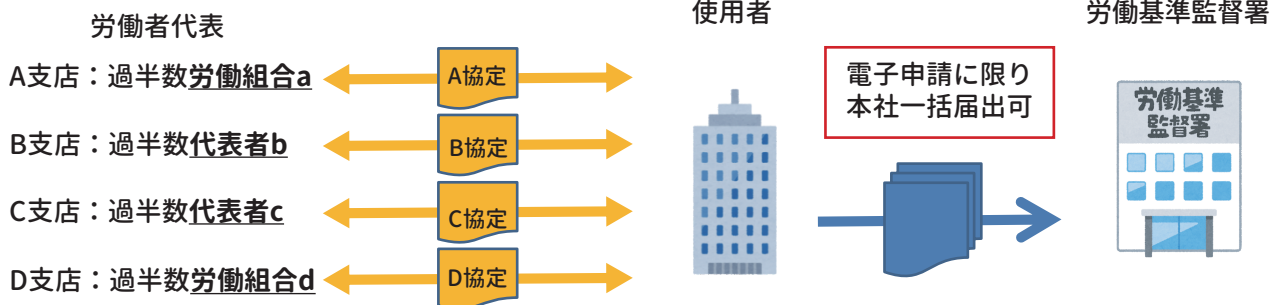 労働者代表
使用者
労働基準監督署
A支店：過半数労働組合a
A協定
B支店：過半数代表者b
B協定
C支店：過半数代表者c
C協定
D支店：過半数労働組合d
D協定
電子申請に限り
本社一括届出可
労働基準
監督署